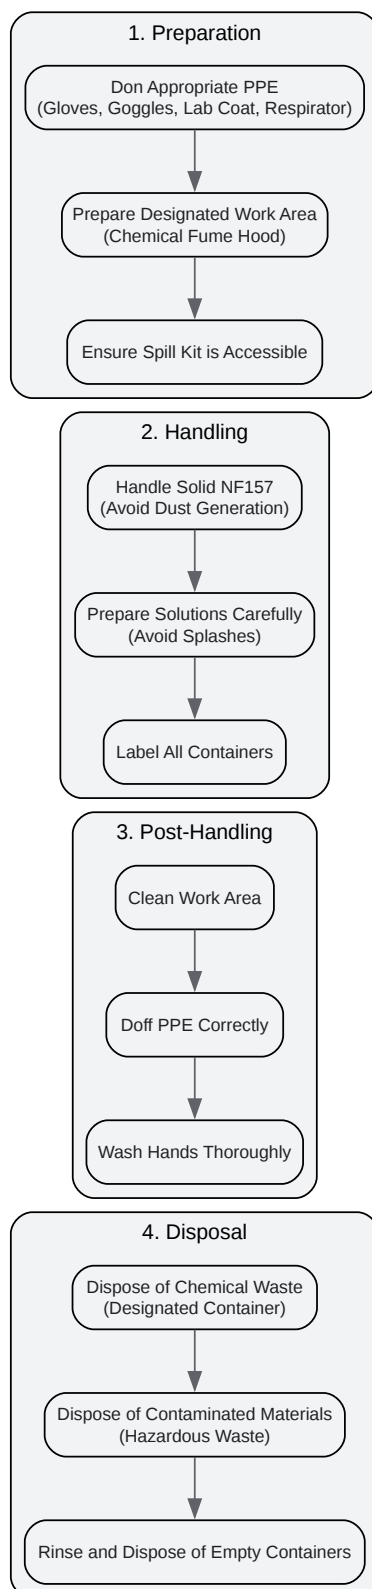 1. Preparation
Don Appropriate PPE
(Gloves, Goggles, Lab Coat, Respirator)
Prepare Designated Work Area
(Chemical Fume Hood)
Ensure Spill Kit is Accessible
2. Handling
Handle Solid NF157
(Avoid Dust Generation)
Prepare Solutions Carefully
(Avoid Splashes)
Label All Containers
3. Post-Handling
Clean Work Area
Doff PPE Correctly
Wash Hands Thoroughly
4. Disposal
Dispose of Chemical Waste
(Designated Container)
Dispose of Contaminated Materials
(Hazardous Waste)
Rinse and Dispose of Empty Containers